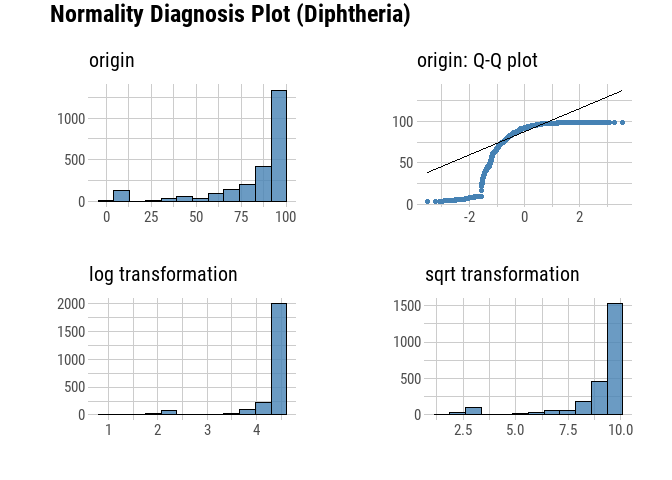 Normality Diagnosis Plot (Diphtheria)
origin
1000
500
0
0 25 50 75 100
origin: Q-Q plot
100
50
0
-2 0 2
log transformation
2000
1500
1000
500
0
1 2 3 4
sqrt transformation
1500
1000
500
0
2.5 5.0 7.5 10.0